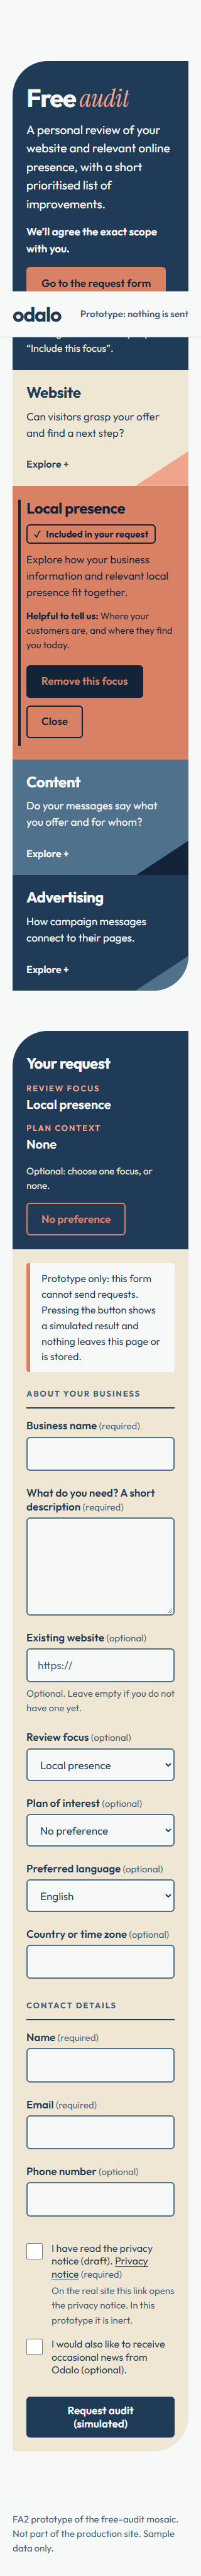 Free audit
A personal review of your
website and relevant online
presence, with a short
prioritised list of
improvements.
We'll agree the exact scope
with you.
Go to the request form
odalo
Prototype: nothing is sent
"Include this focus".
Website
Can visitors grasp your offer
and find a next step?
Explore +
Local presence
✓ Included in your request
Explore how your business
information and relevant local
presence fit together.
Helpful to tell us: Where your
customers are, and where they find
you today.
Remove this focus
Close
Content
Do your messages say what
you offer and for whom?
Explore +
Advertising
How campaign messages
connect to their pages.
Explore +
Your request
REVIEW FOCUS
Local presence
PLAN CONTEXT
None
Optional: choose one focus, or
none.
No preference
Prototype only: this form
cannot send requests.
Pressing the button shows
a simulated result and
nothing leaves this page or
is stored.
ABOUT YOUR BUSINESS
Business name (required)
What do you need? A short
description (required)
Existing website (optional)
https://
Optional. Leave empty if you do not
have one yet.
Review focus (optional)
Local presence
Plan of interest (optional)
No preference
Preferred language (optional)
English
Country or time zone (optional)
CONTACT DETAILS
Name (required)
Email (required)
Phone number (optional)
I have read the privacy
notice (draft). Privacy
notice (required)
On the real site this link opens
the privacy notice. In this
prototype it is inert.
I would also like to receive
occasional news from
Odalo (optional).
Request audit
(simulated)
FA2 prototype of the free-audit mosaic.
Not part of the production site. Sample
data only.